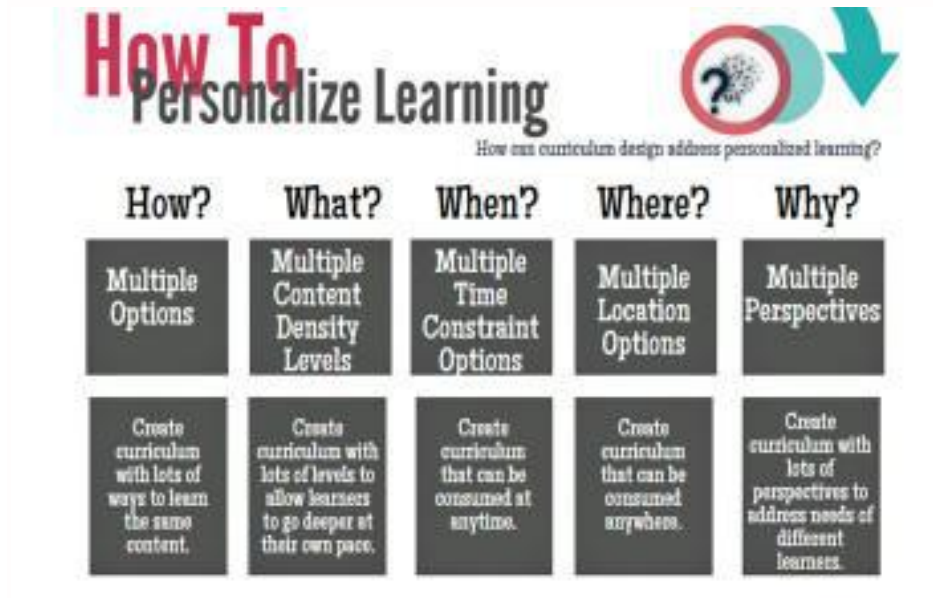 How To
Personalize Learning
?
How can curriculum design address personalized learning?
How?
What?
When?
Where?
Why?
Multiple
Options
Multiple
Content
Density
Levels
Multiple
Time
Constraint
Options
Multiple
Location
Options
Multiple
Perspectives
Create
curriculum
with lots of
ways to learn
the same
content.
Create
curriculum with
lots of levels to
allow learners
to go deeper at
their own pace.
Create
curriculum
that can be
consumed at
anytime.
Create
curriculum
that can be
consumed
anywhere.
Create
curriculum with
lots of
perspectives to
address needs of
different
learners.